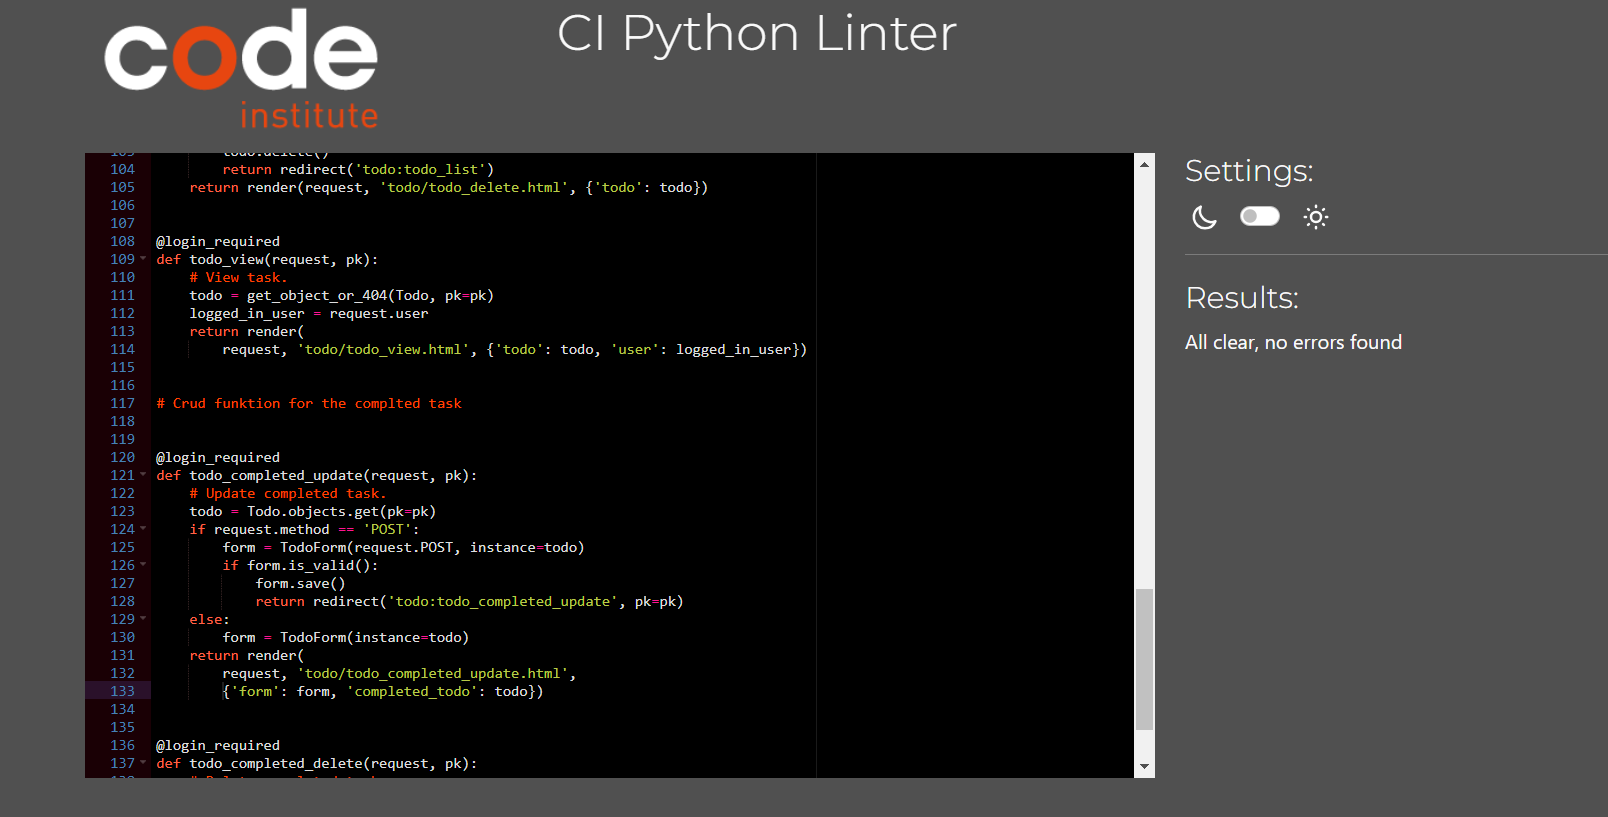 code
institute
CI Python Linter
104 return redirect('todo:todo_list')
105 return render(request, 'todo/todo_delete.html', {'todo': todo})
106
107
108 @login_required
109 def todo_view(request, pk):
110 # View task.
111 todo = get_object_or_404(Todo, pk=pk)
112 logged_in_user = request.user
113 return render(
114 request, 'todo/todo_view.html', {'todo': todo, 'user': logged_in_user})
115
116
117 # Crud funktion for the complted task
118
119
120 @login_required
121 def todo_completed_update(request, pk):
122 # Update completed task.
123 todo = Todo.objects.get(pk=pk)
124 if request.method == 'POST':
125 form = TodoForm(request.POST, instance=todo)
126 if form.is_valid():
127 form.save()
128 return redirect('todo:todo_completed_update', pk=pk)
129 else:
130 form = TodoForm(instance=todo)
131 return render(
132 request, 'todo/todo_completed_update.html',
133 {'form': form, 'completed_todo': todo})
134
135
136 @login_required
137 def todo_completed_delete(request, pk):
Settings:
Results:
All clear, no errors found